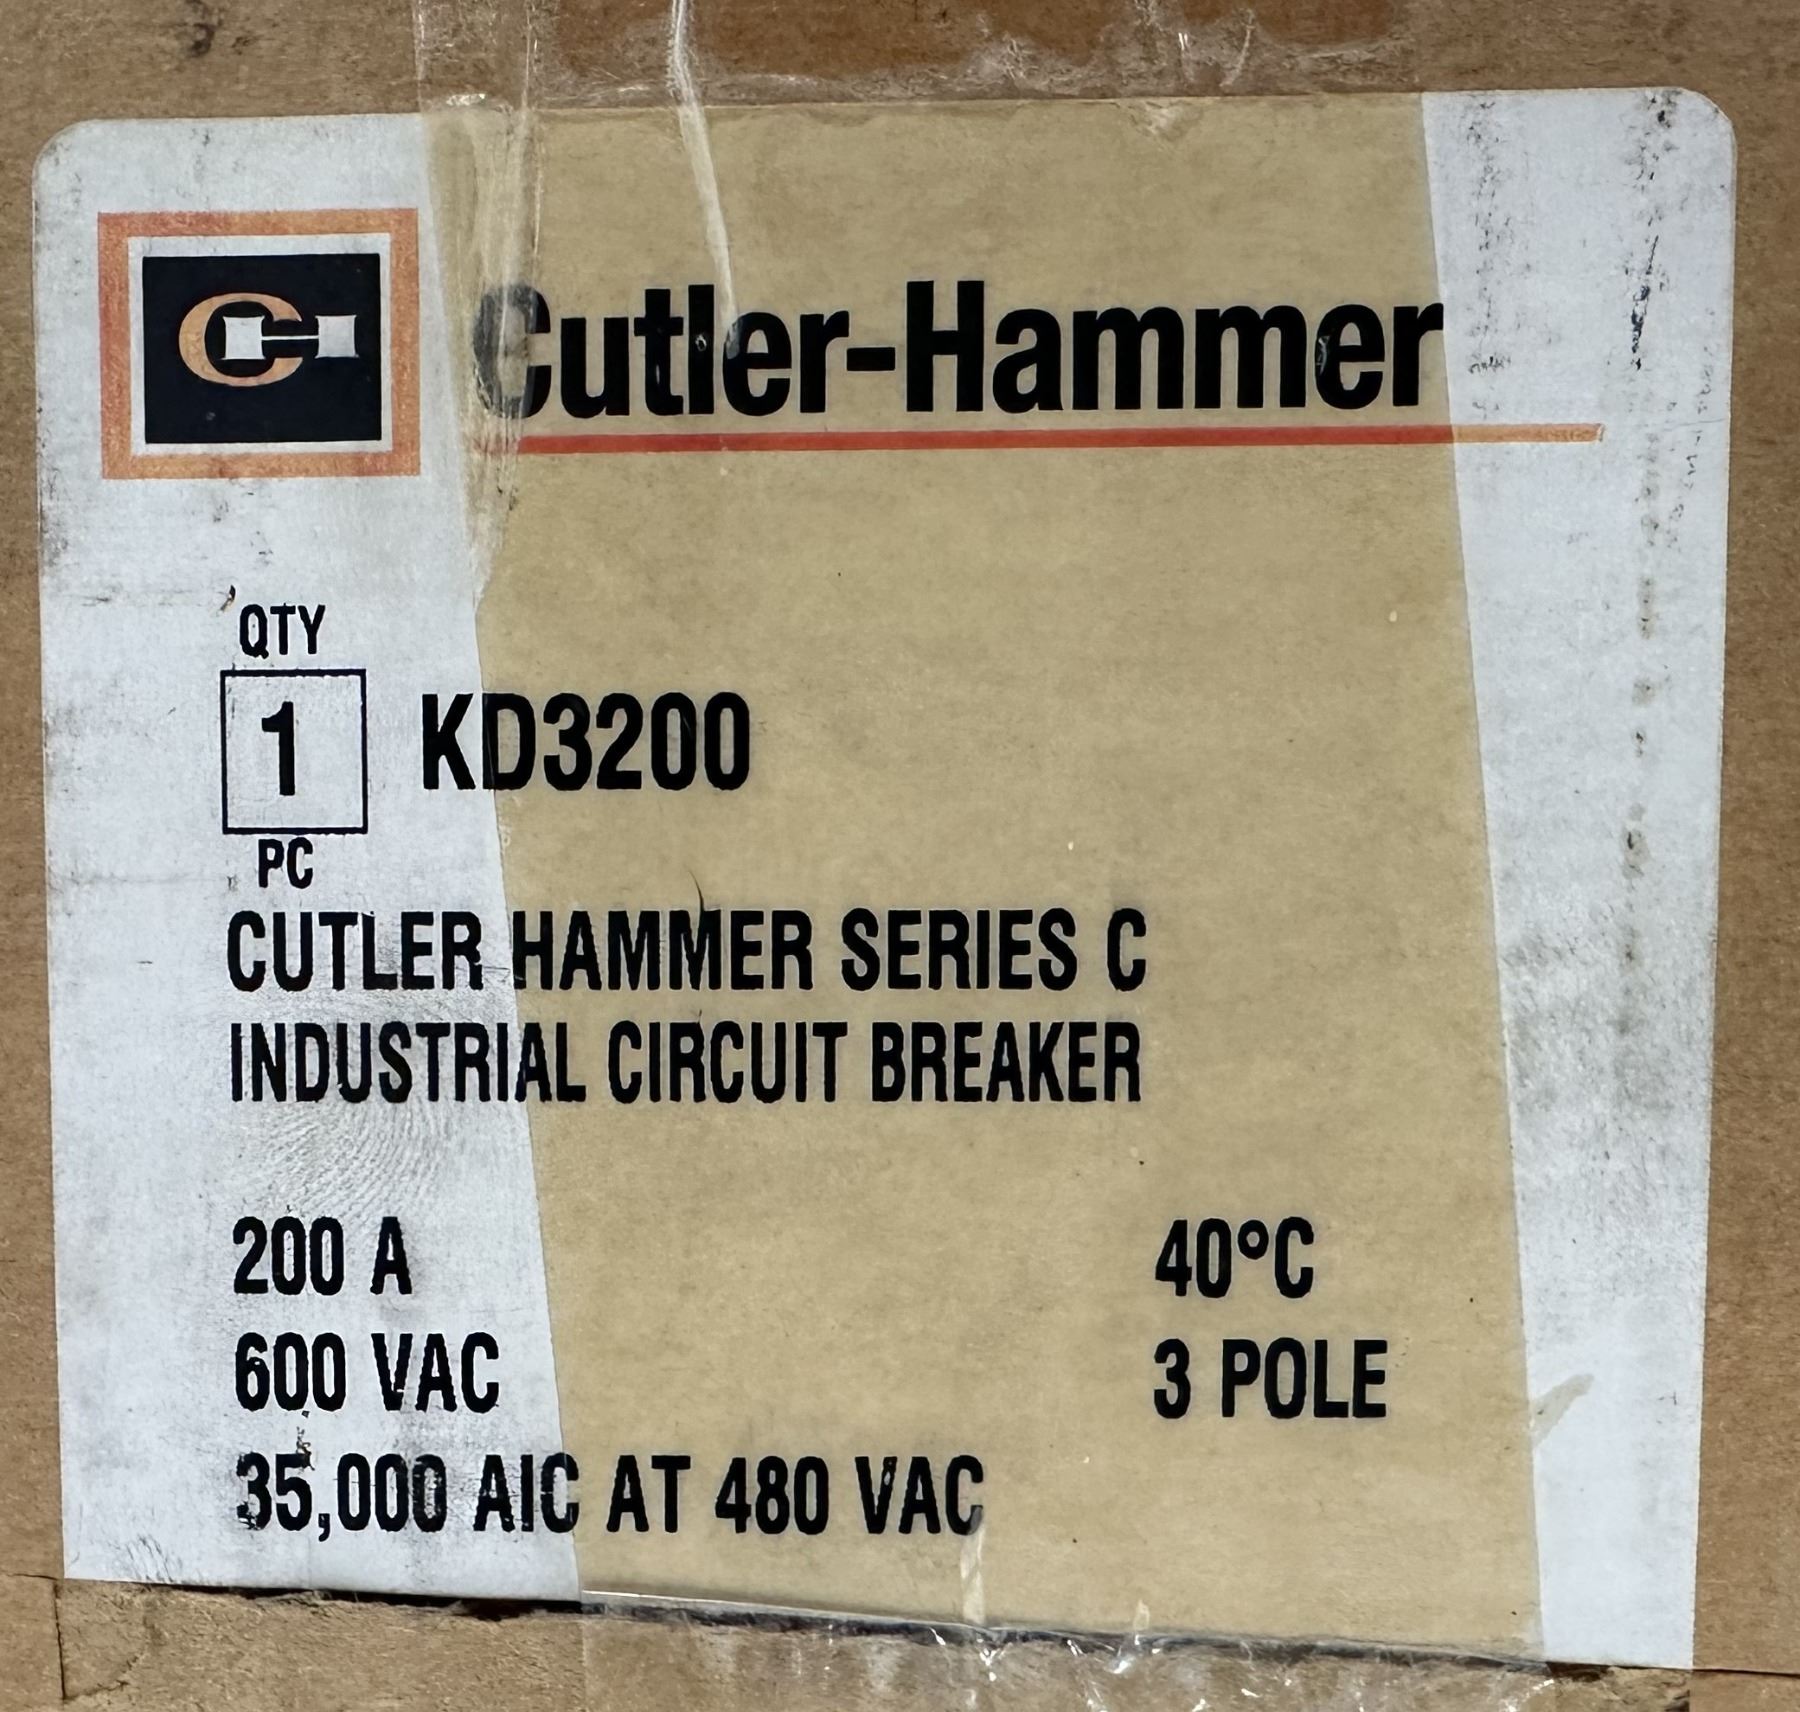 CH
Cutler-Hammer
QTY
1 KD3200
PC
CUTLER HAMMER SERIES C
INDUSTRIAL CIRCUIT BREAKER
200 A 40°C
600 VAC 3 POLE
35,000 AIC AT 480 VAC